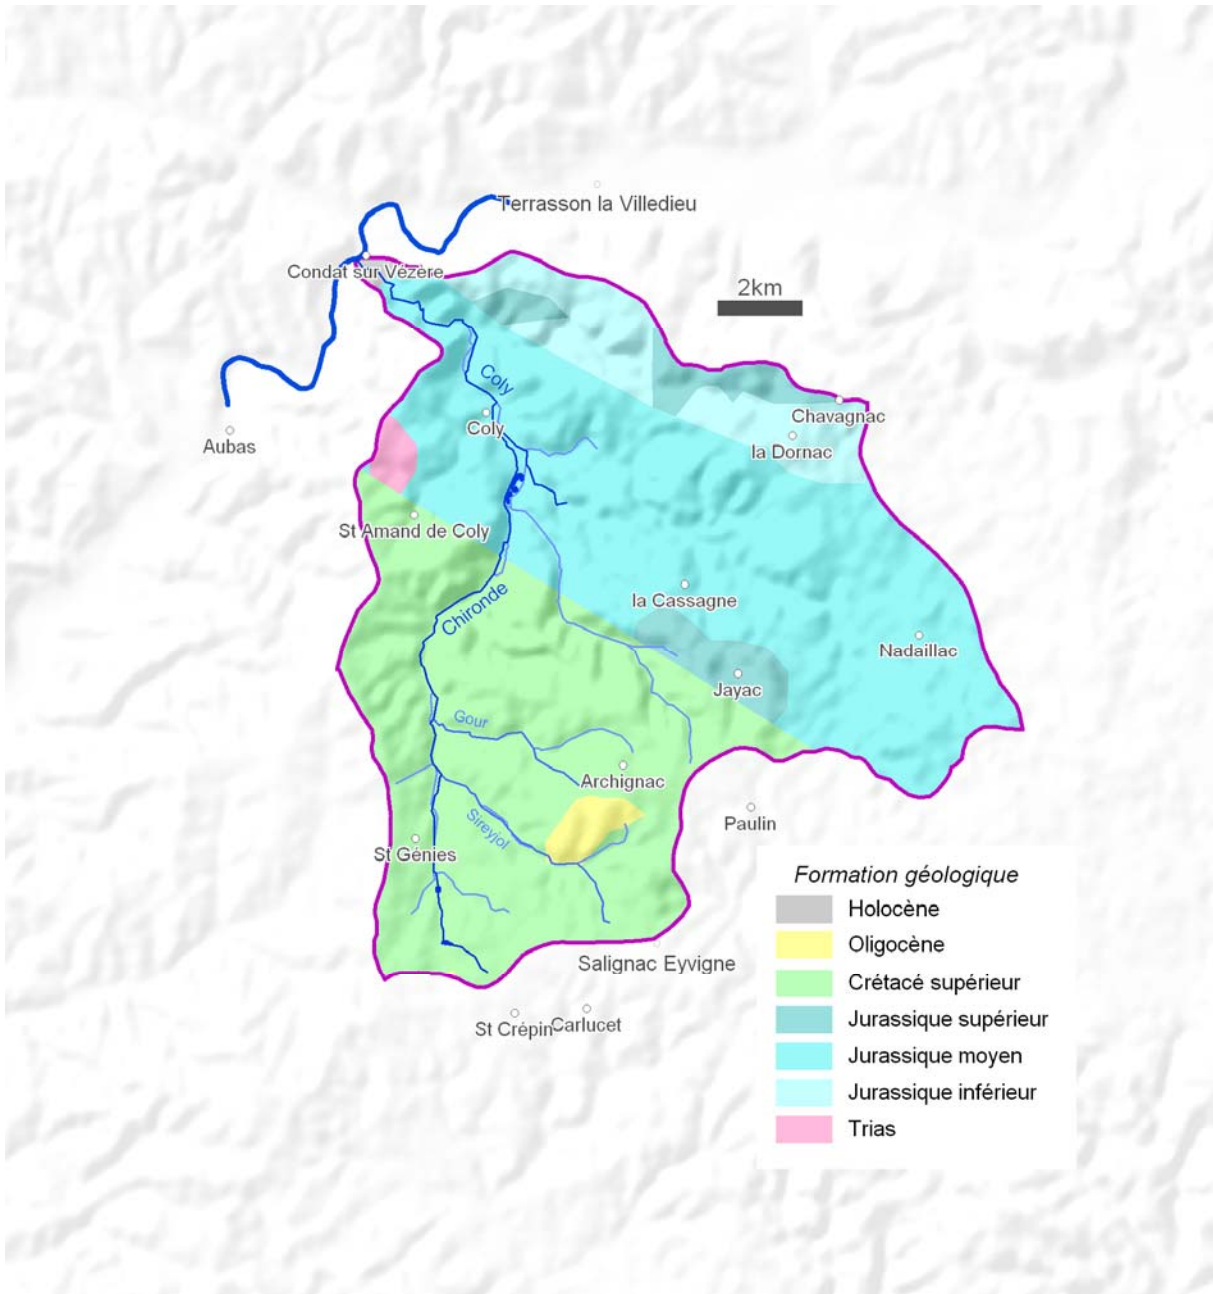 Terrasson la Villedieu
Condat sur Vézère
2km
Coly
Chavagnac
Coly
Aubas
la Dornac
St Amand de Coly
Chironde
la Cassagne
Nadaillac
Jayac
Gour
Archignac
Sireyjol
Paulin
St Génies
Formation géologique
Holocène
Oligocène
Salignac Eyvigne
Crétacé supérieur
St Crépin
Carlucet
Jurassique supérieur
Jurassique moyen
Jurassique inférieur
Trias